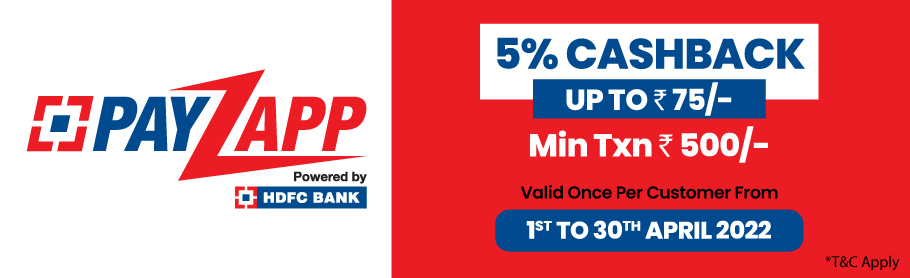 PAYZAPP
Powered by
HDFC BANK
5% CASHBACK
UP TO ₹ 75/-
Min Txn ₹ 500/-
Valid Once Per Customer From
1ST TO 30TH APRIL 2022
*T&C Apply